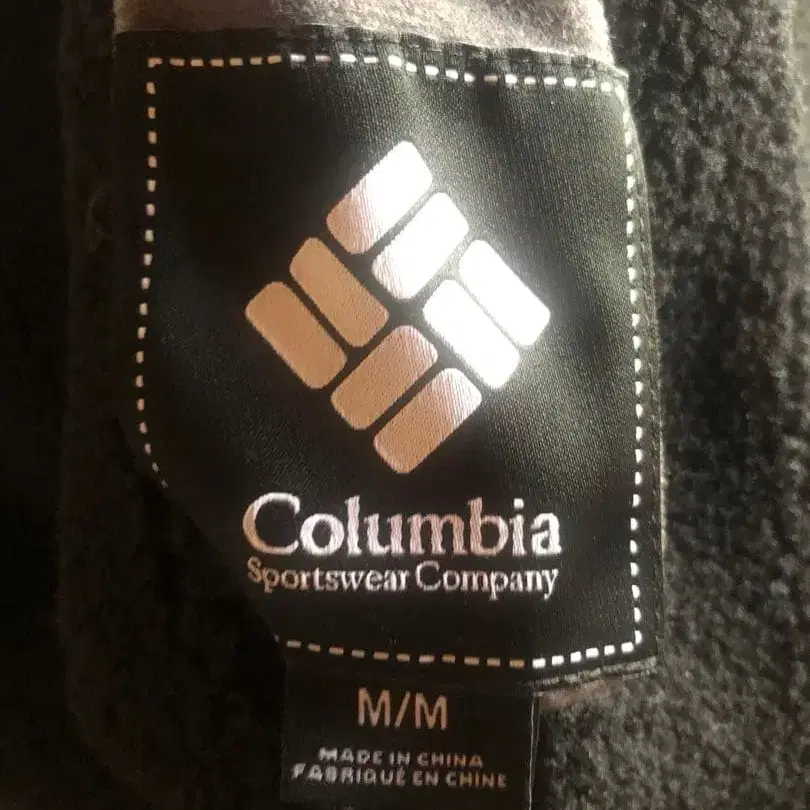 Columbia
Sportswear Company
M/M
MADE IN CHINA
FABRIQUÉ EN CHINE